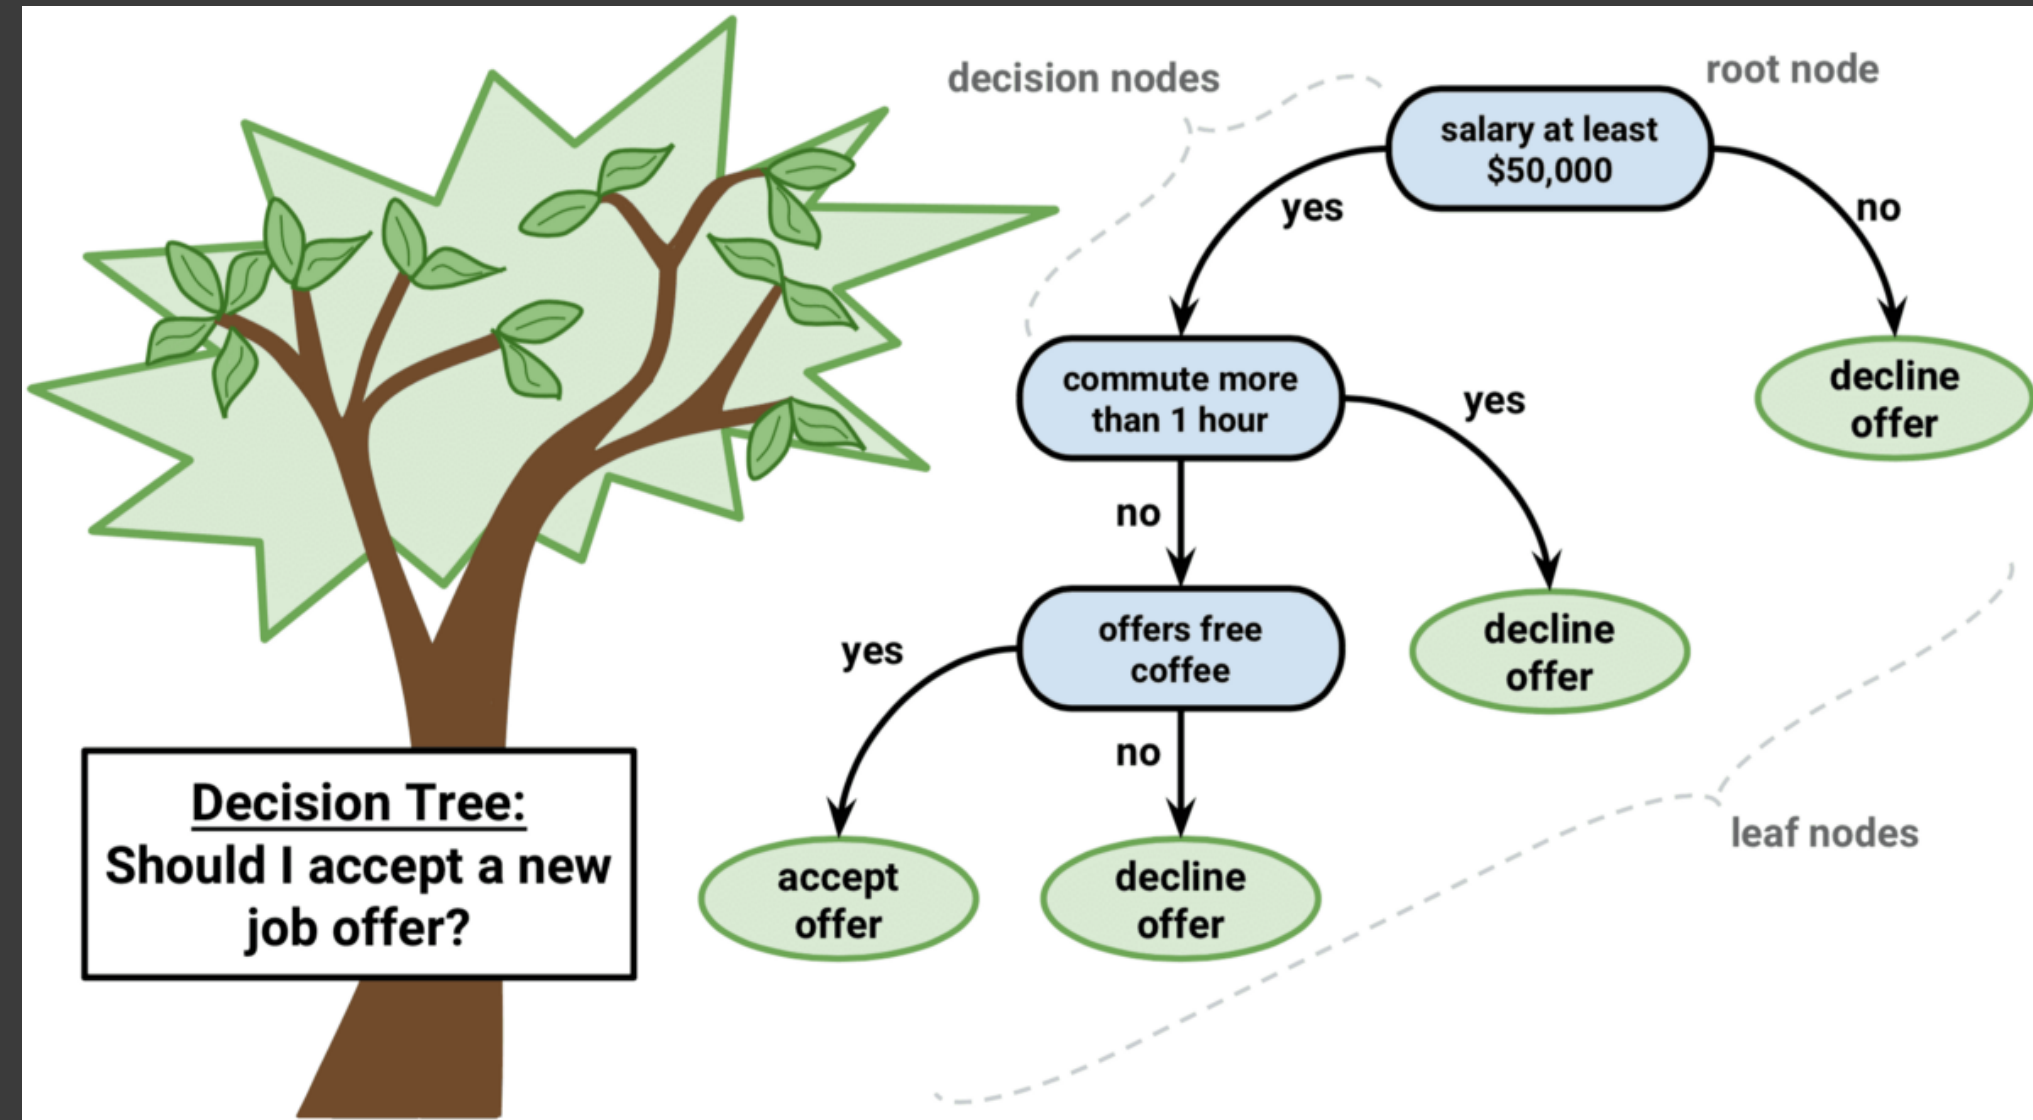 decision nodes
root node
salary at least
$50,000
yes
no
commute more
than 1 hour
yes
decline
offer
no
offers free
coffee
yes
decline
offer
no
accept
offer
decline
offer
leaf nodes
Decision Tree:
Should I accept a new
job offer?